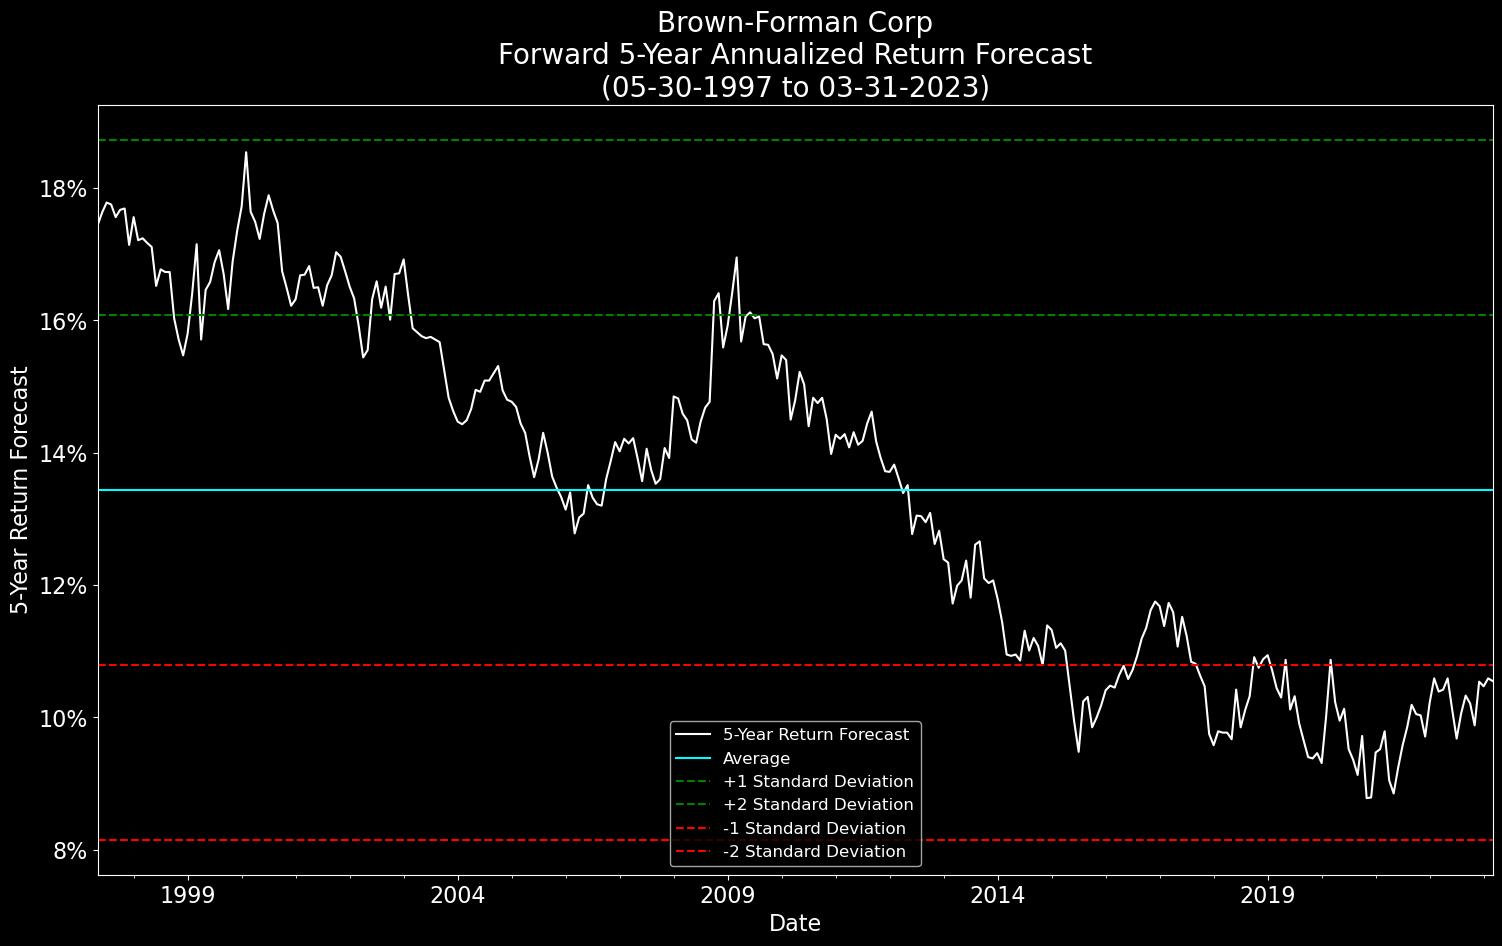 Brown-Forman Corp
Forward 5-Year Annualized Return Forecast
(05-30-1997 to 03-31-2023)
5-Year Return Forecast
18%
16%
14%
12%
10%
8%
5-Year Return Forecast
Average
+1 Standard Deviation
+2 Standard Deviation
-1 Standard Deviation
-2 Standard Deviation
1999 2004 2009 2014 2019
Date